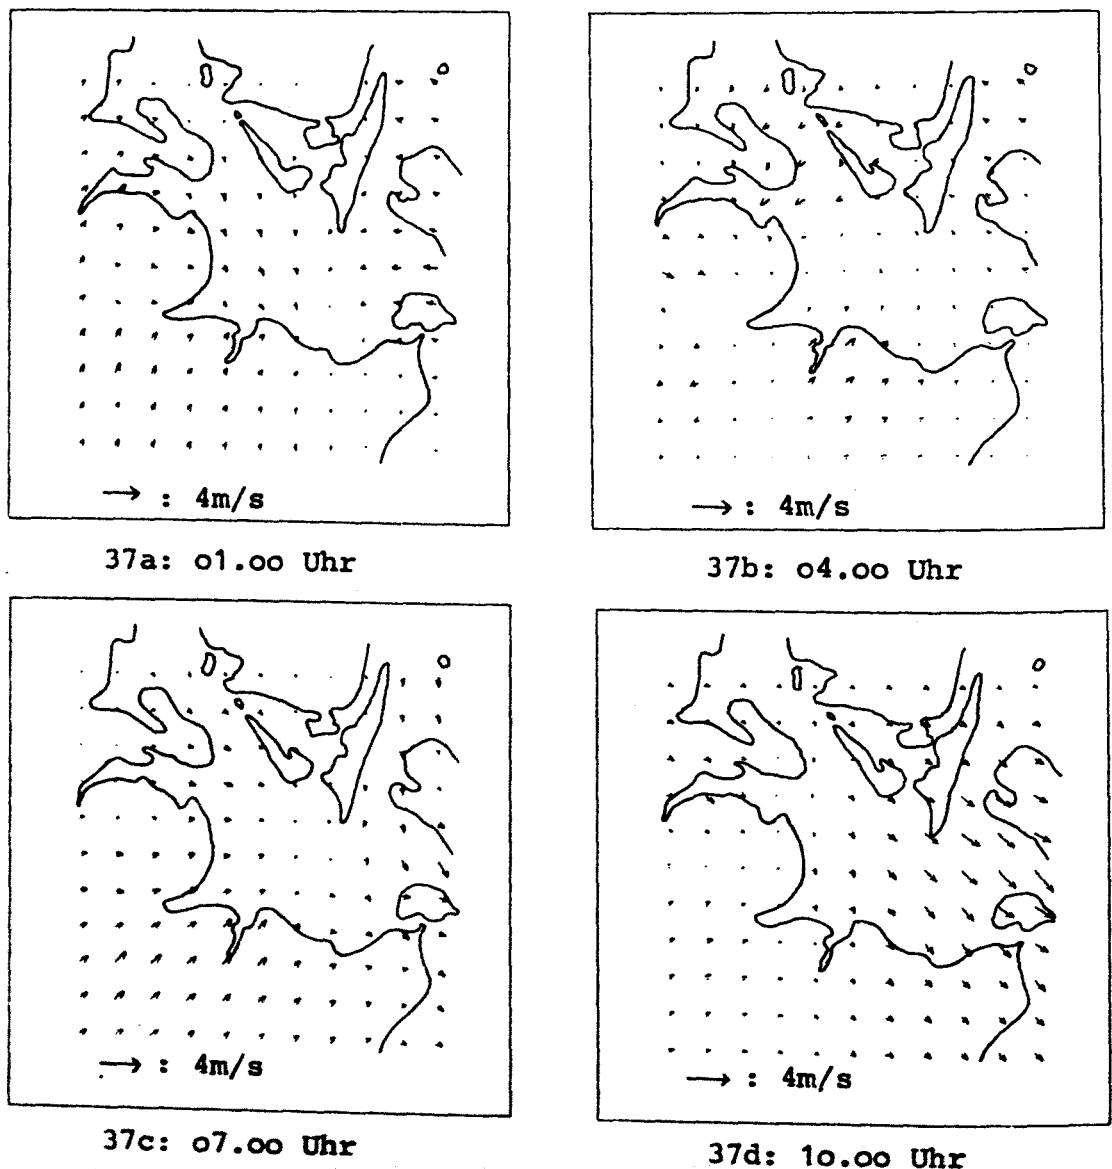 → : 4m/s
37a: o1.oo Uhr
→ : 4m/s
37b: o4.oo Uhr
→ : 4m/s
37c: o7.oo Uhr
→ : 4m/s
37d: 1o.oo Uhr